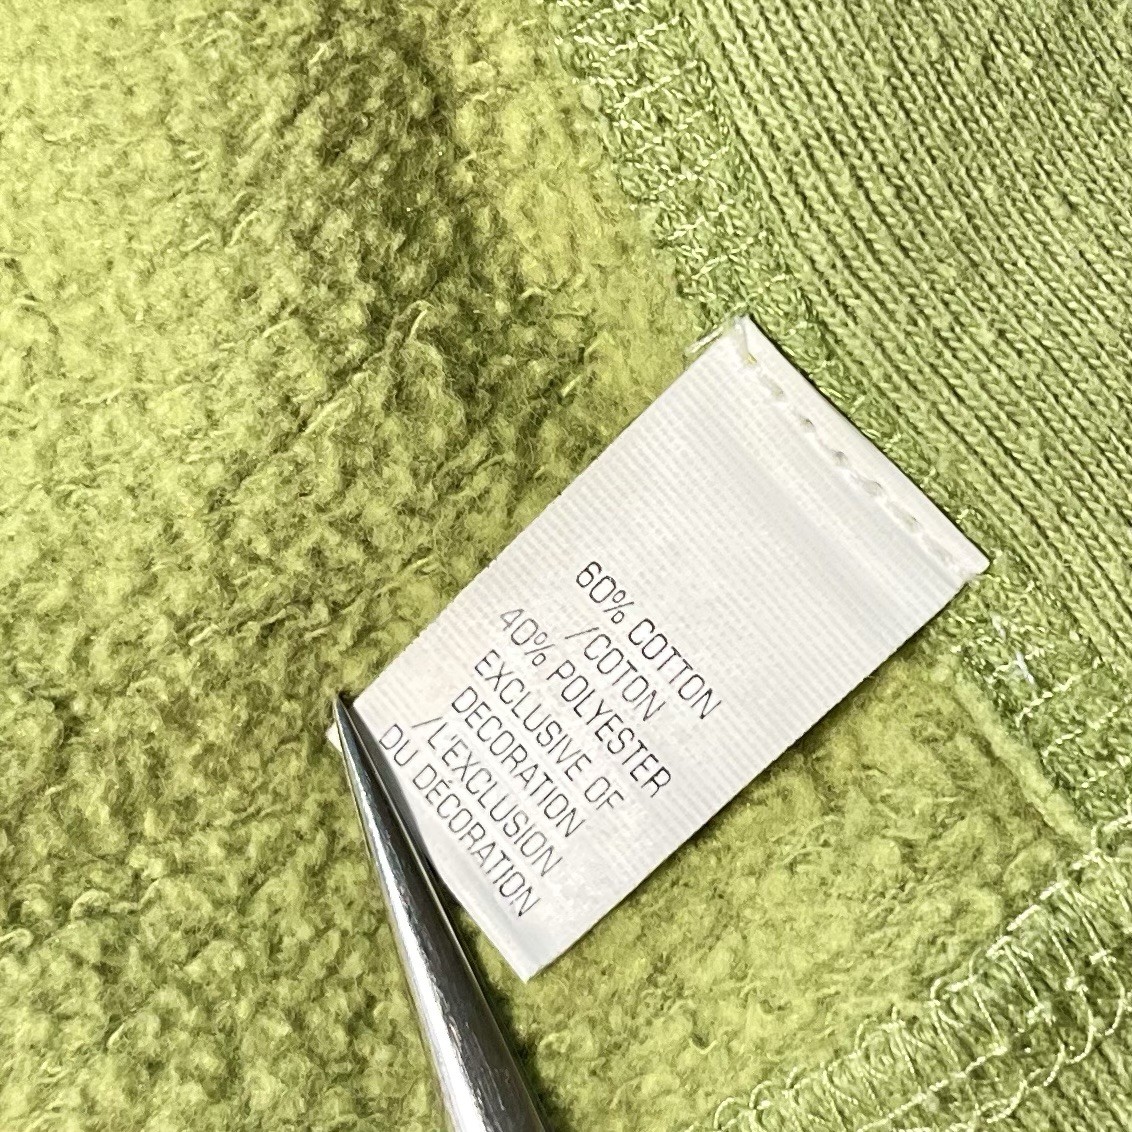 60% COTTON
/COTON
40% POLYESTER
EXCLUSIVE OF
DECORATION
/L'EXCLUSION
DU DÉCORATION